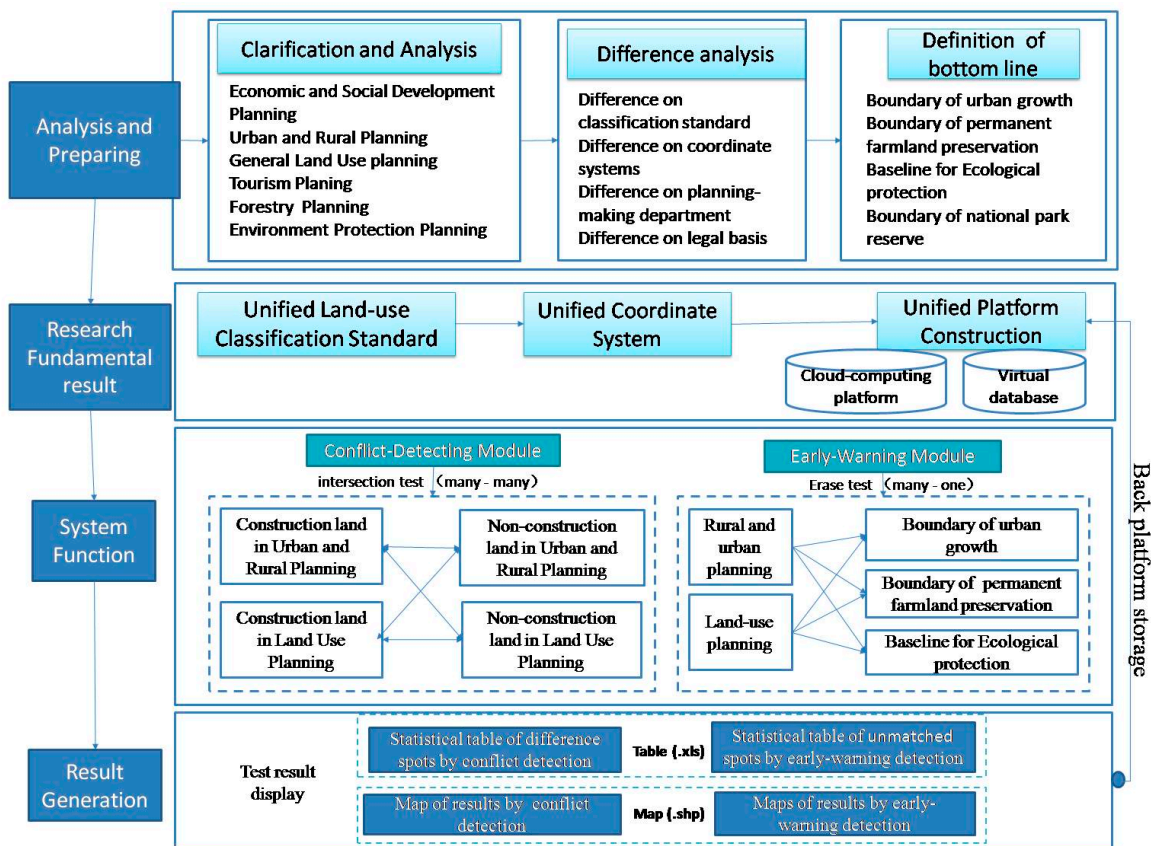 Analysis and
Preparing
Clarification and Analysis
Economic and Social Development
Planning
Urban and Rural Planning
General Land Use planning
Tourism Planing
Forestry Planning
Environment Protection Planning
Difference analysis
Difference on
classification standard
Difference on coordinate
systems
Difference on planning-
making department
Difference on legal basis
Definition of
bottom line
Boundary of urban growth
Boundary of permanent
farmland preservation
Baseline for Ecological
protection
Boundary of national park
reserve
Research
Fundamental
result
Unified Land-use
Classification Standard
Unified Coordinate
System
Unified Platform
Construction
Cloud-computing
platform
Virtual
database
System
Function
Conflict-Detecting Module
intersection test (many - many)
Construction land
in Urban and
Rural Planning
Non-construction
land in Urban and
Rural Planning
Construction land
in Land Use
Planning
Non-construction
land in Land Use
Planning
Early-Warning Module
Erase test (many - one)
Rural and
urban
planning
Land-use
planning
Boundary of urban
growth
Boundary of permanent
farmland preservation
Baseline for Ecological
protection
Back platform storage
Result
Generation
Test result
display
Statistical table of difference
spots by conflict detection
Table (.xls)
Statistical table of unmatched
spots by early-warning detection
Map of results by conflict
detection
Map (.shp)
Maps of results by early-
warning detection